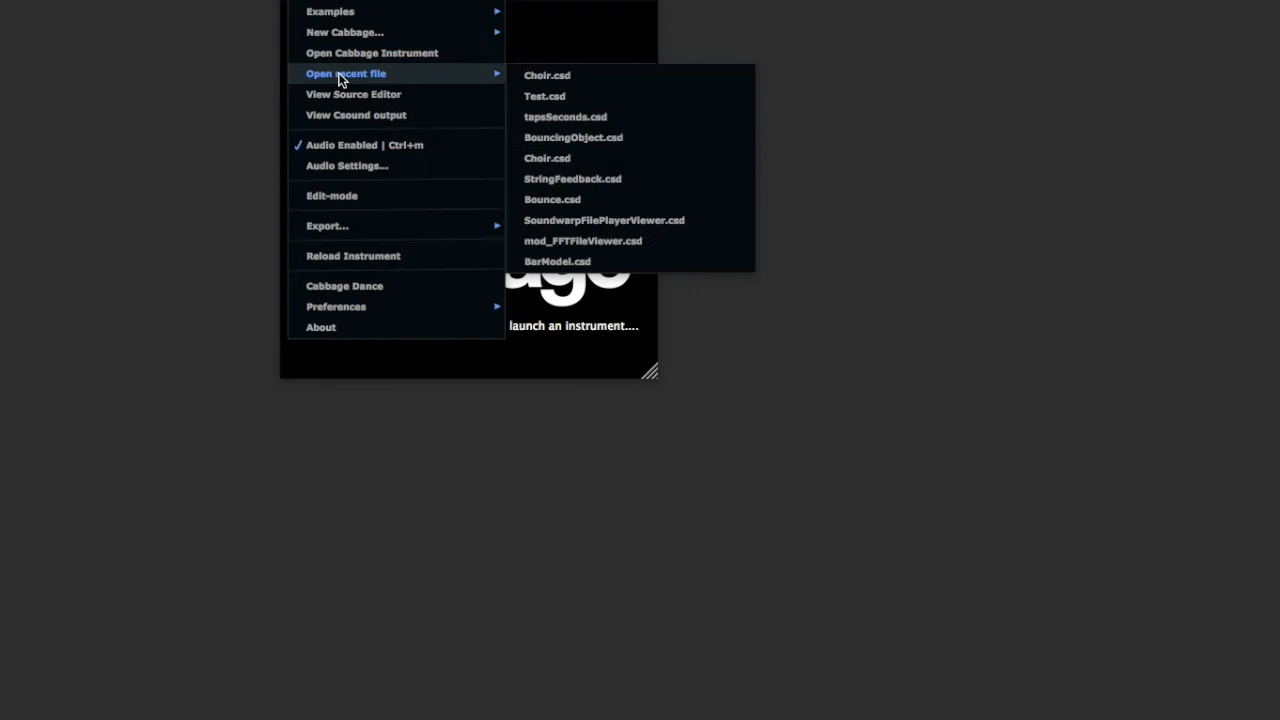 Examples
New Cabbage...
Open Cabbage Instrument
Open recent file
View Source Editor
View Csound output
✓ Audio Enabled | Ctrl+m
Audio Settings...
Edit-mode
Export...
Reload Instrument
Cabbage Dance
Preferences
About
Choir.csd
Test.csd
tapsSeconds.csd
BouncingObject.csd
Choir.csd
StringFeedback.csd
Bounce.csd
SoundwarpFilePlayerViewer.csd
mod_FFTFileViewer.csd
BarModel.csd
launch an instrument....